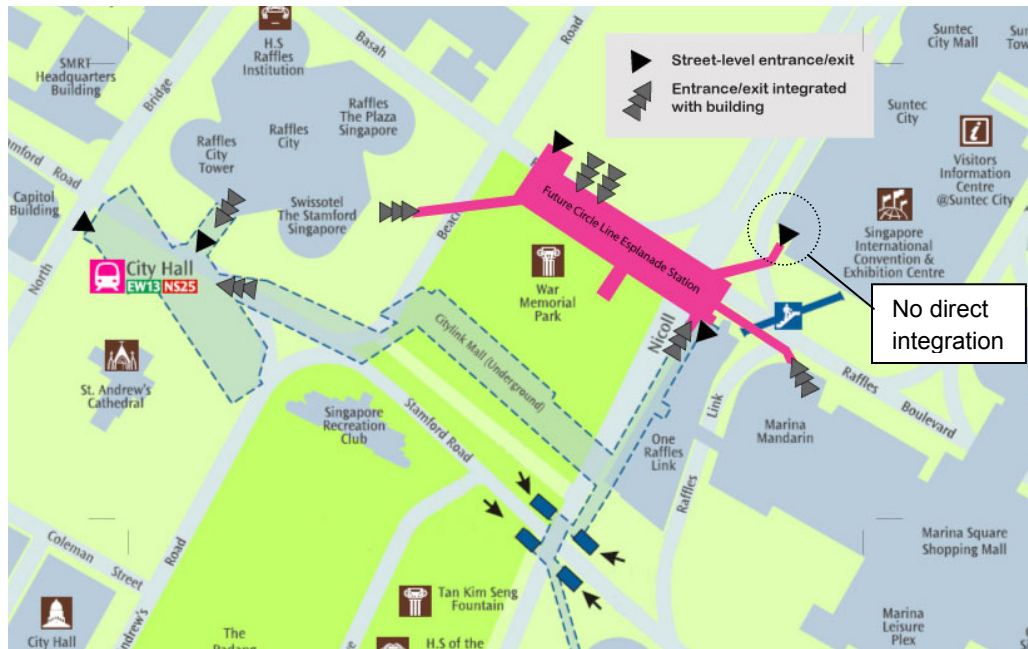 SMRT
Headquarters
Building
Bridge
H.S
Raffles
Institution
Basah
Road
Street-level entrance/exit
Entrance/exit integrated
with building
Suntec
City Mall
Suntec
City
Visitors
Information
Centre
@Suntec City
Raffles
The Plaza
Singapore
Raffles
City
Raffles
City
Tower
Stamford
Road
Capitol
Building
Swissotel
The Stamford
Singapore
Future Circle Line Esplanade Station
Singapore
International
Convention &
Exhibition Centre
North
City Hall
EW13 NS25
War
Memorial
Park
Nicoll
No direct
integration
St. Andrew's
Cathedral
Citylink Mall (Underground)
Singapore
Recreation
Club
Stamford Road
One
Raffles
Link
Raffles
Link
Marina
Mandarin
Raffles
Boulevard
Coleman
Street
Road
Marina Square
Shopping Mall
Tan Kim Seng
Fountain
City Hall
The
Padang
H.S of the
Marina
Leisure
Plex